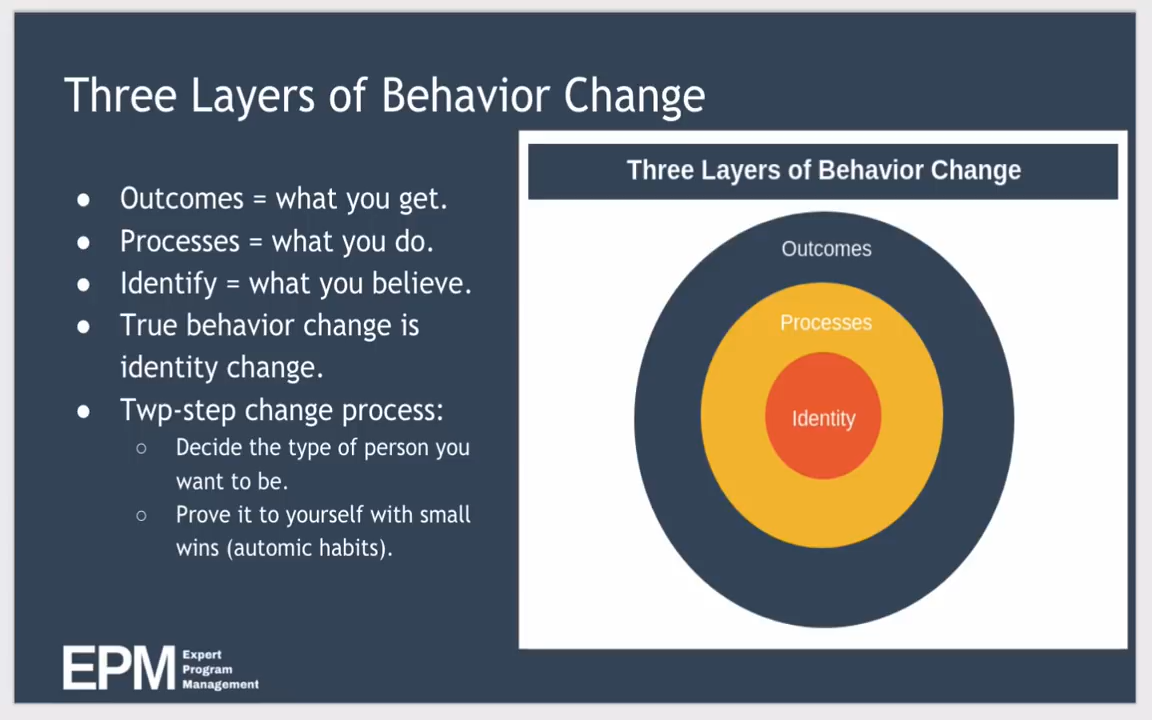 Three Layers of Behavior Change
● Outcomes = what you get.
● Processes = what you do.
● Identify = what you believe.
● True behavior change is
identity change.
● Twp-step change process:
○ Decide the type of person you
want to be.
○ Prove it to yourself with small
wins (automic habits).
Three Layers of Behavior Change
Outcomes
Processes
Identity
EPM
Expert
Program
Management